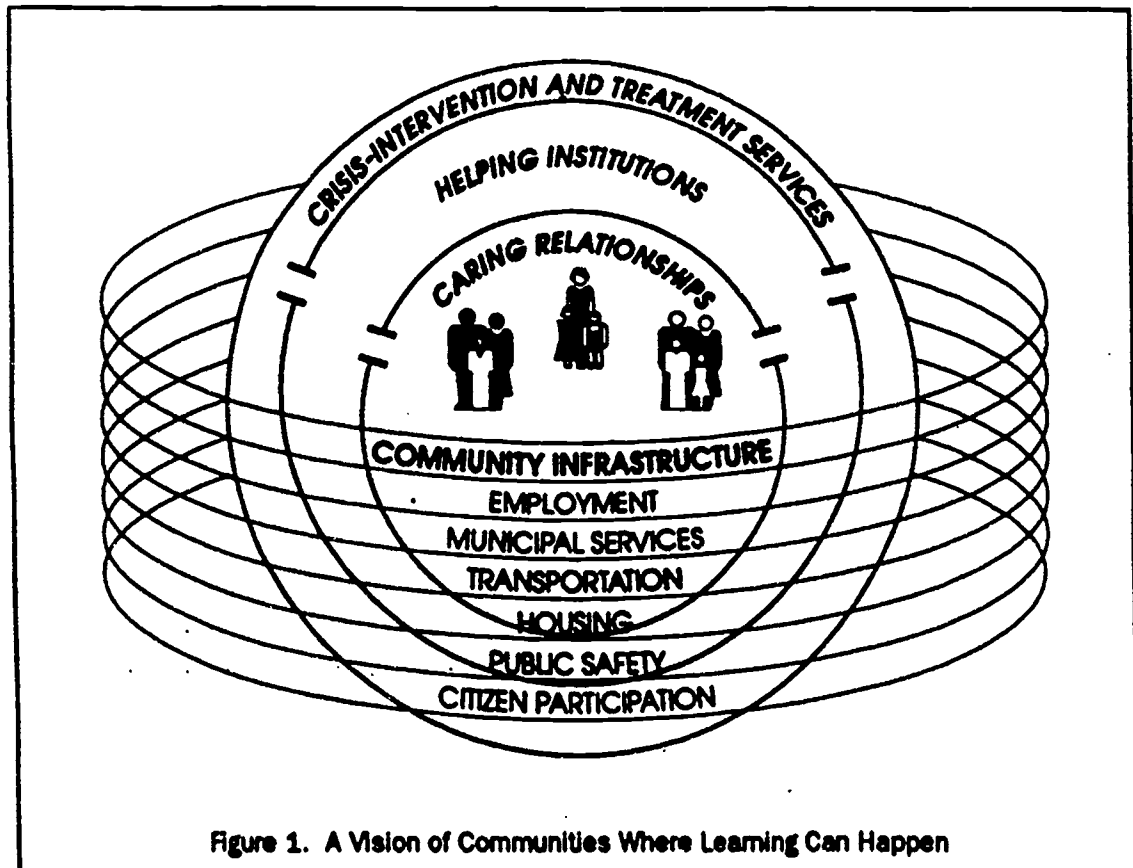 CRISIS-INTERVENTION AND TREATMENT SERVICES
HELPING INSTITUTIONS
CARING RELATIONSHIPS
COMMUNITY INFRASTRUCTURE
EMPLOYMENT
MUNICIPAL SERVICES
TRANSPORTATION
HOUSING
PUBLIC SAFETY
CITIZEN PARTICIPATION
Figure 1. A Vision of Communities Where Learning Can Happen